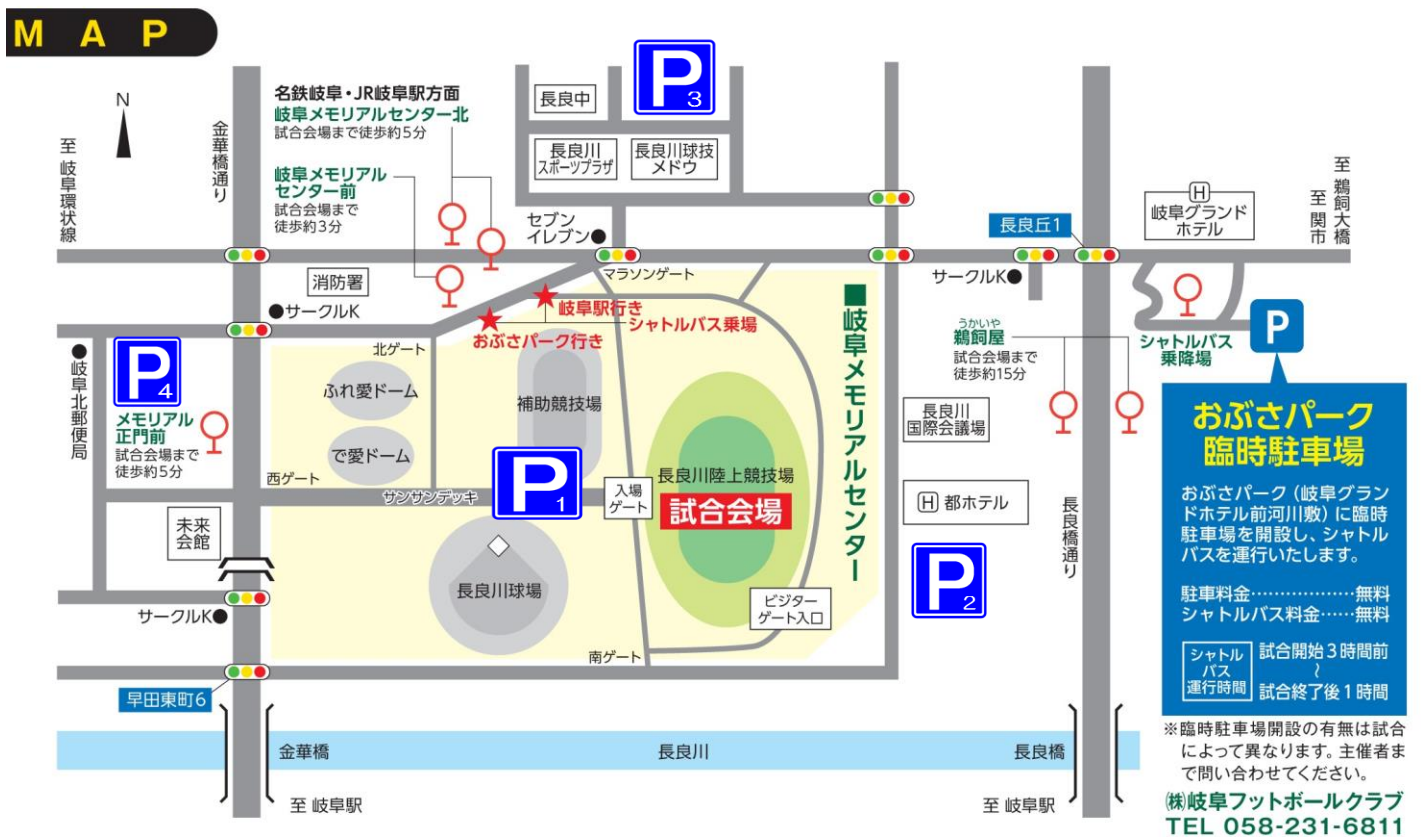 MAP
N
至 岐阜環状線
金華橋通り
名鉄岐阜・JR岐阜駅方面
岐阜メモリアルセンター北
試合会場まで徒歩約5分
岐阜メモリアル
センター前
試合会場まで
徒歩約3分
長良中
P3
長良川
スポーツプラザ
長良川球技
メドウ
セブン
イレブン
長良丘1
H
岐阜グランド
ホテル
至 鵜飼大橋
至 関市
消防署
サークルK
マラソンゲート
サークルK
岐阜駅行き
シャトルバス乗場
おぶさパーク行き
北ゲート
岐阜北郵便局
P4
メモリアル
正門前
試合会場まで
徒歩約5分
ふれ愛ドーム
で愛ドーム
補助競技場
西ゲート
サンサンデッキ
P1
入場
ゲート
長良川陸上競技場
試合会場
■岐阜メモリアルセンター
うかいや
鵜飼屋
試合会場まで
徒歩約15分
シャトルバス
乗降場
P
長良川
国際会議場
H 都ホテル
P2
長良橋通り
未来
会館
サークルK
長良川球場
ビジター
ゲート入口
南ゲート
早田東町6
金華橋
長良川
長良橋
至 岐阜駅
至 岐阜駅
おぶさパーク
臨時駐車場
おぶさパーク(岐阜グラン
ドホテル前河川敷)に臨時
駐車場を開設し、シャトル
バスを運行いたします。
駐車料金………………無料
シャトルバス料金……無料
シャトル
バス
運行時間
試合開始3時間前
〜
試合終了後1時間
※臨時駐車場開設の有無は試合
によって異なります。主催者ま
で問い合わせてください。
㈱岐阜フットボールクラブ
TEL 058-231-6811